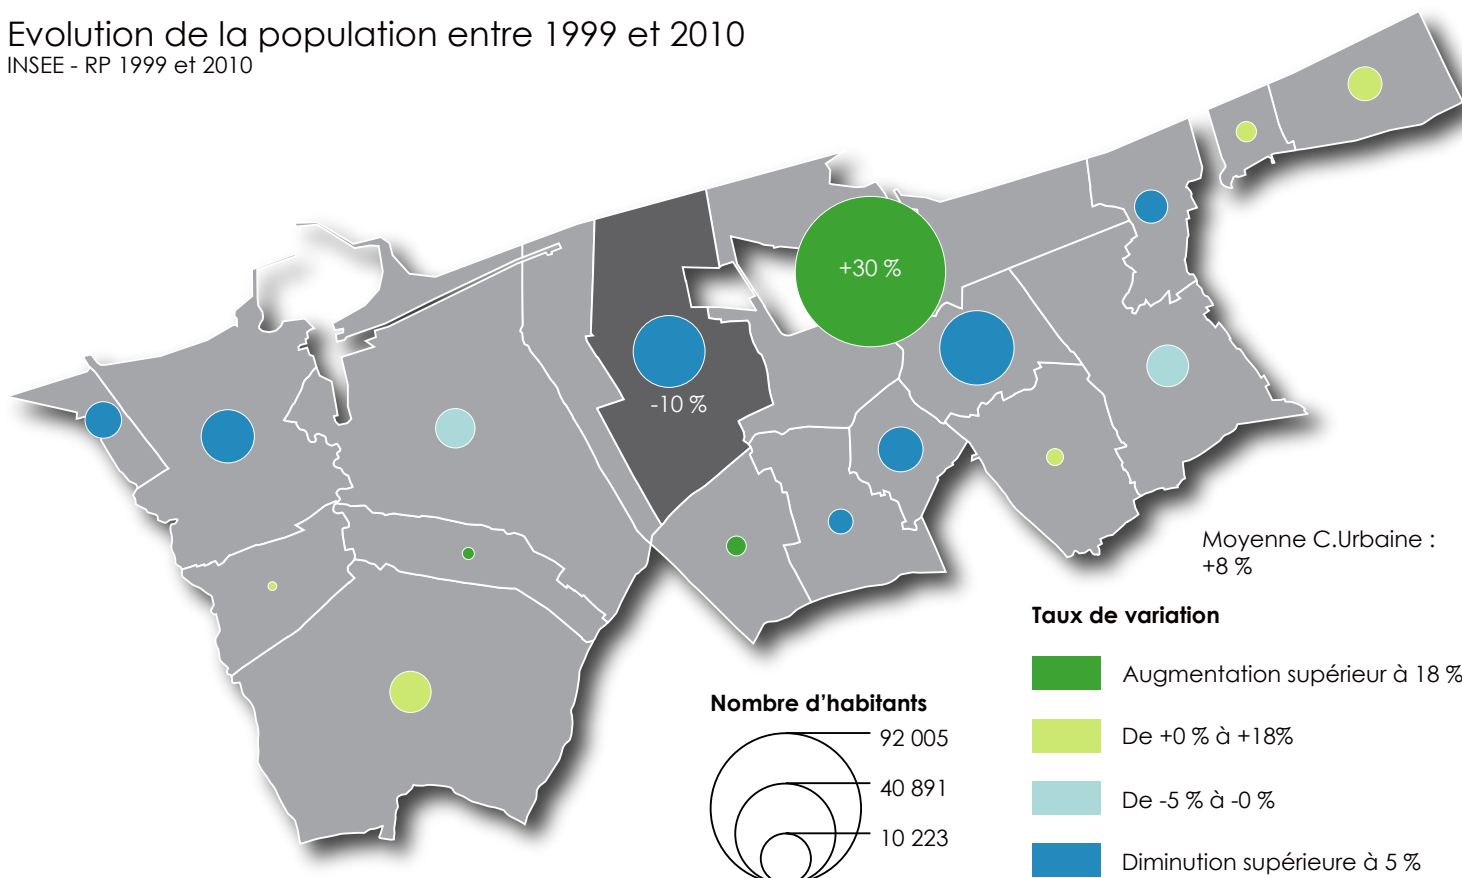 Evolution de la population entre 1999 et 2010
INSEE - RP 1999 et 2010
+30 %
-10 %
Moyenne C.Urbaine :
+8 %
Taux de variation
Augmentation supérieur à 18 %
De +0 % à +18%
De -5 % à -0 %
Diminution supérieure à 5 %
Nombre d’habitants
92 005
40 891
10 223